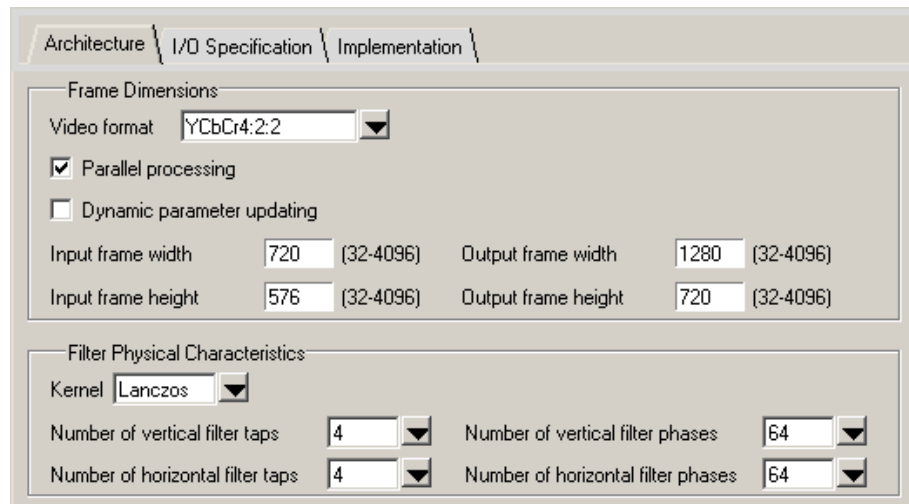 Architecture I/O Specification Implementation
Frame Dimensions
Video format YCbCr4:2:2
Parallel processing
Dynamic parameter updating
Input frame width 720 (32-4096) Output frame width 1280 (32-4096)
Input frame height 576 (32-4096) Output frame height 720 (32-4096)
Filter Physical Characteristics
Kernel Lanczos
Number of vertical filter taps 4 Number of vertical filter phases 64
Number of horizontal filter taps 4 Number of horizontal filter phases 64